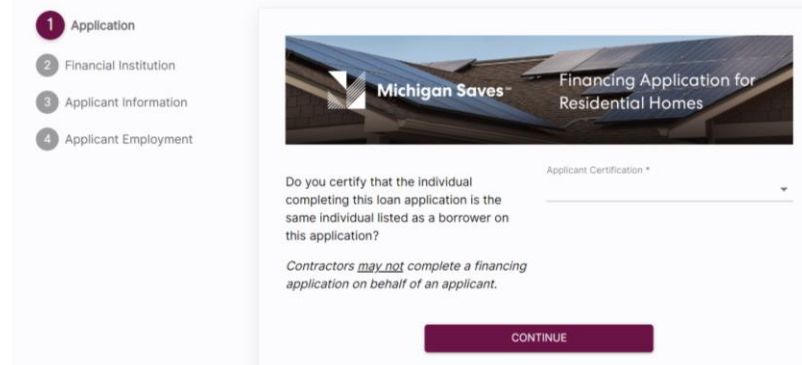 1 Application
2 Financial Institution
3 Applicant Information
4 Applicant Employment
Michigan Saves℠
Financing Application for
Residential Homes
Do you certify that the individual
completing this loan application is the
same individual listed as a borrower on
this application?
Contractors may not complete a financing
application on behalf of an applicant.
Applicant Certification *
CONTINUE